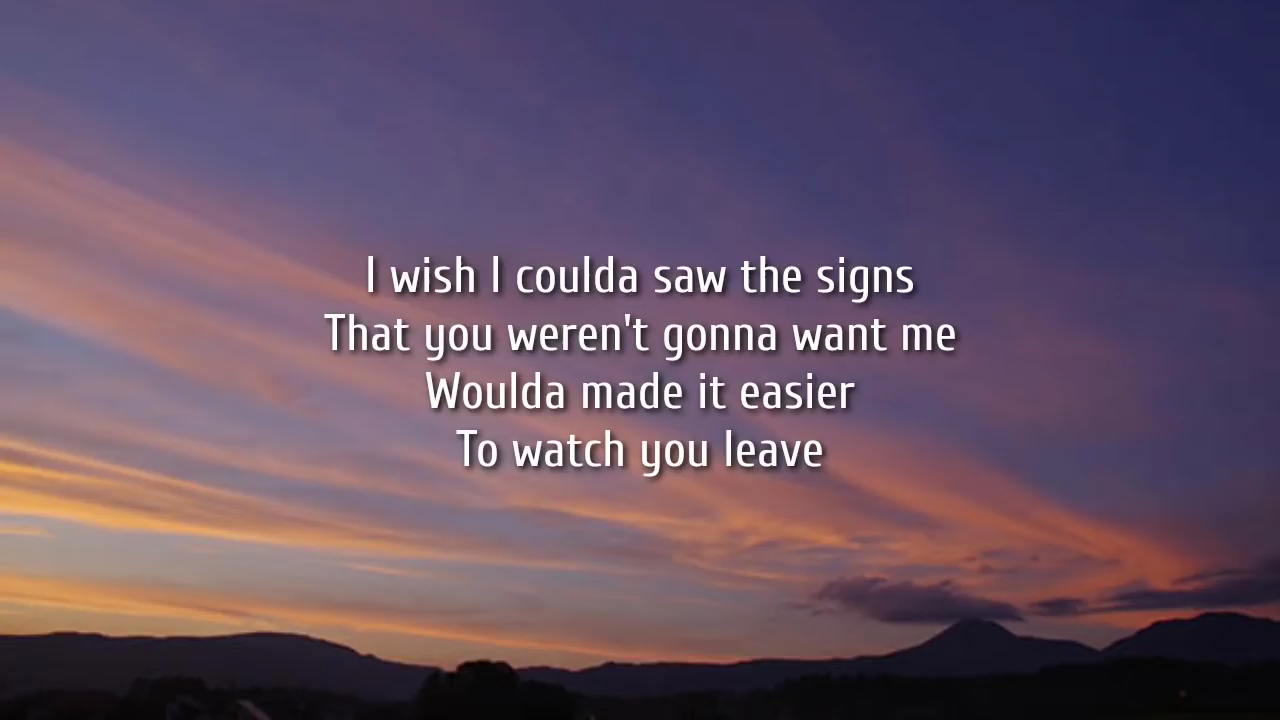 I wish I coulda saw the signs
That you weren't gonna want me
Woulda made it easier
To watch you leave